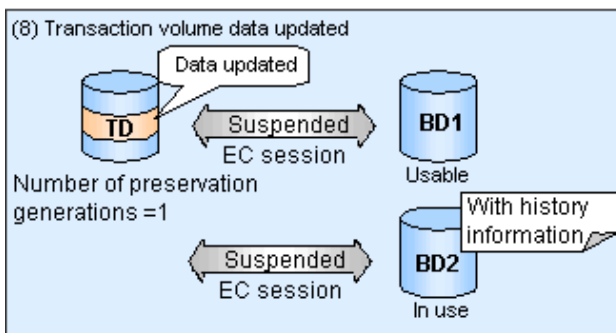 (8) Transaction volume data updated
Data updated
TD
Suspended
EC session
BD1
Usable
Number of preservation
generations =1
With history
information
Suspended
EC session
BD2
In use